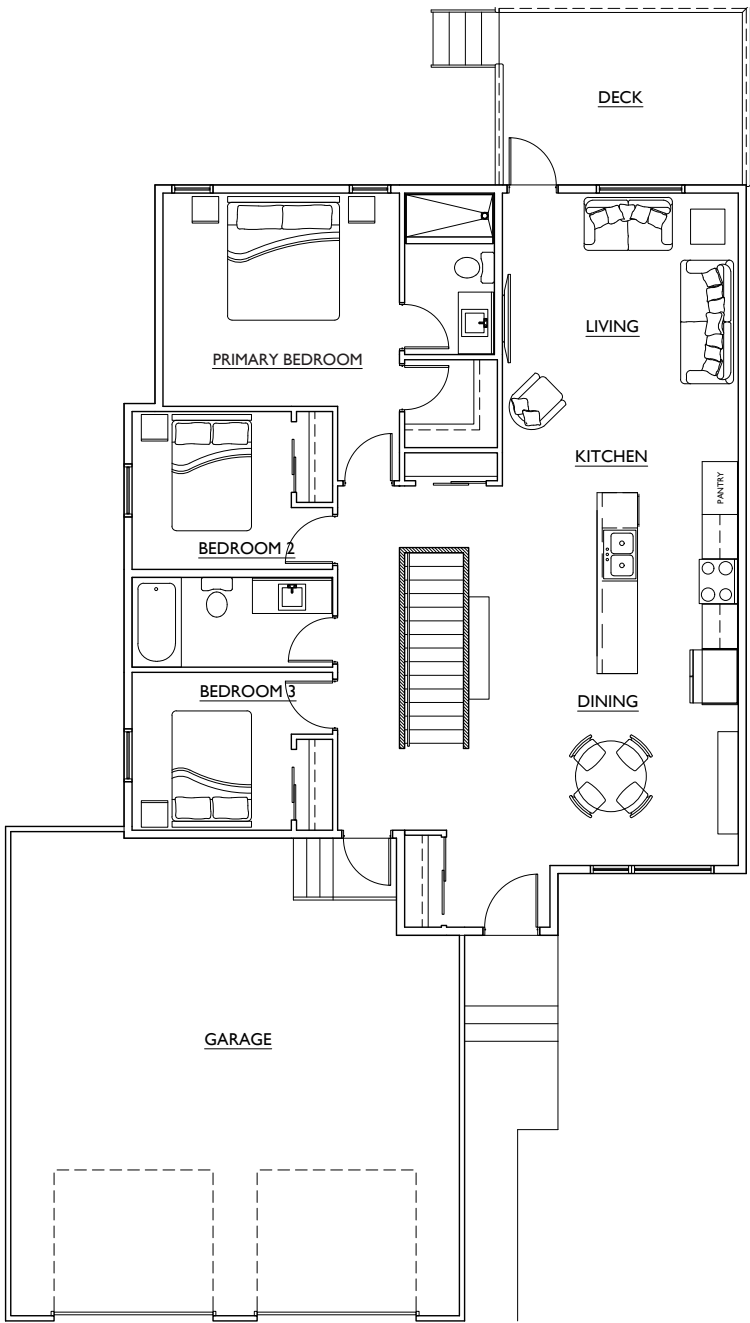 DECK
LIVING
PRIMARY BEDROOM
KITCHEN
PANTRY
BEDROOM 2
BEDROOM 3
DINING
GARAGE